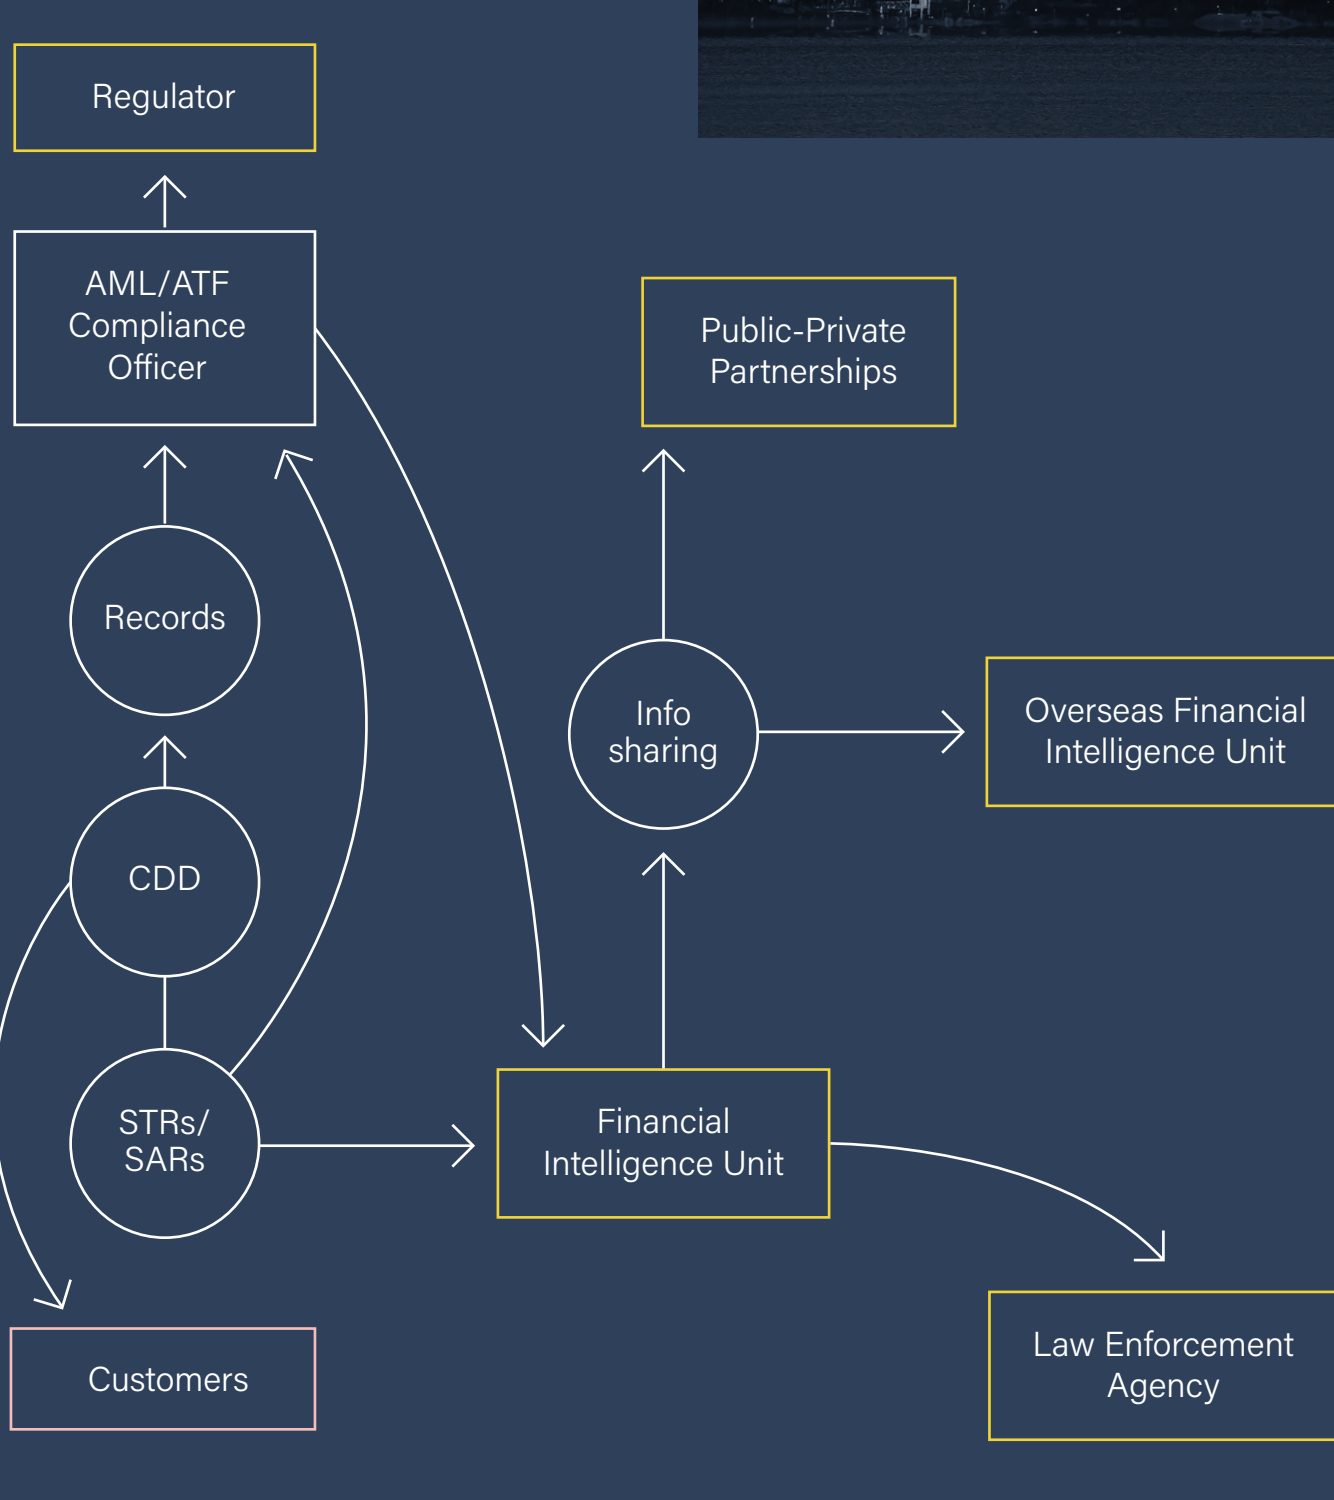 Regulator
AML/ATF
Compliance
Officer
Public-Private
Partnerships
Records
Info
sharing
Overseas Financial
Intelligence Unit
CDD
STRs/
SARs
Financial
Intelligence Unit
Law Enforcement
Agency
Customers